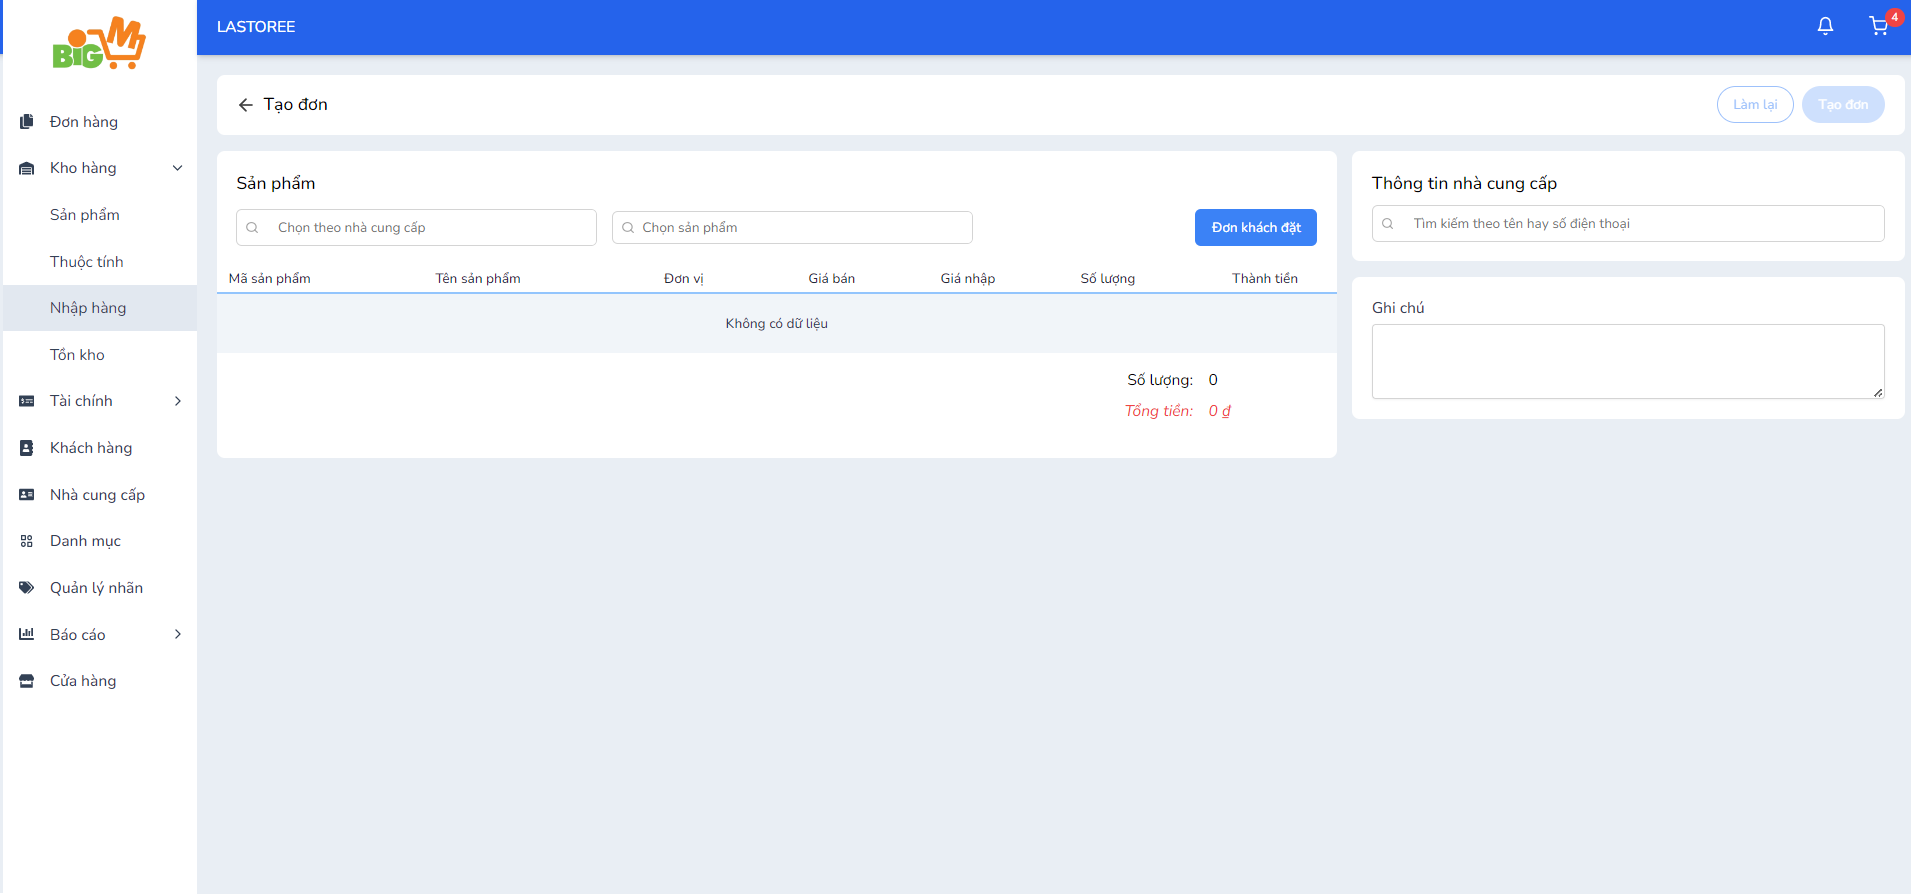 BIG M
LASTOREE
4
Đơn hàng
Kho hàng
Sản phẩm
Thuộc tính
Nhập hàng
Tồn kho
Tài chính
Khách hàng
Nhà cung cấp
Danh mục
Quản lý nhãn
Báo cáo
Cửa hàng
Tạo đơn
Làm lại
Tạo đơn
Sản phẩm
Chọn theo nhà cung cấp
Chọn sản phẩm
Đơn khách đặt
Mã sản phẩm Tên sản phẩm Đơn vị Giá bán Giá nhập Số lượng Thành tiền
Không có dữ liệu
Số lượng: 0
Tổng tiền: 0 ₫
Thông tin nhà cung cấp
Tìm kiếm theo tên hay số điện thoại
Ghi chú